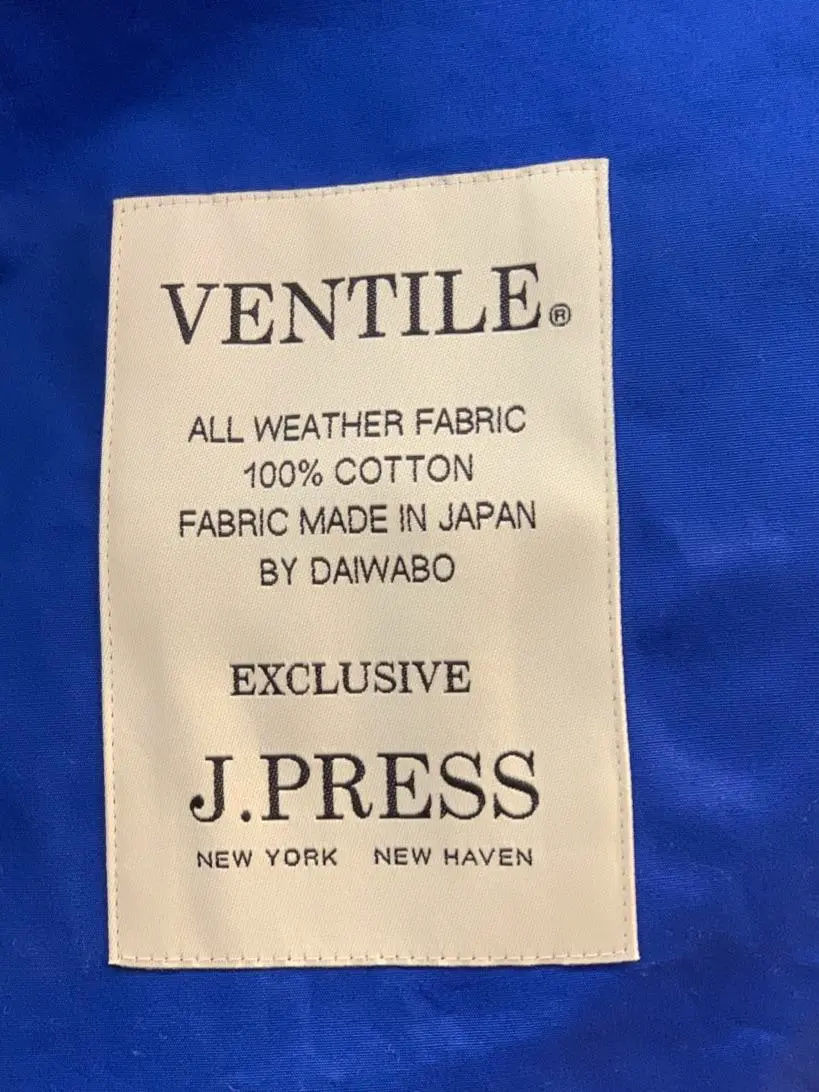 VENTILE®
ALL WEATHER FABRIC
100% COTTON
FABRIC MADE IN JAPAN
BY DAIWABO
EXCLUSIVE
J.PRESS
NEW YORK NEW HAVEN